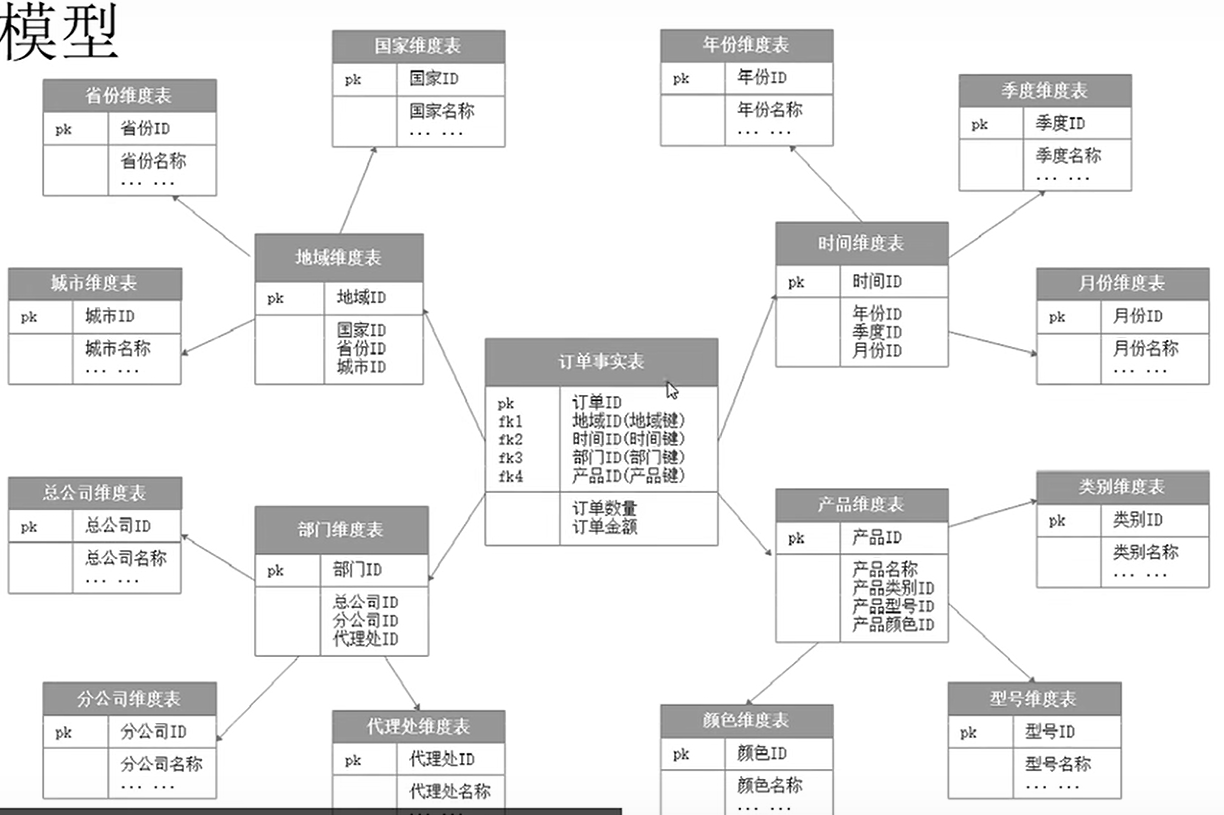 模型
国家维度表
pk 国家ID
国家名称
... ...
年份维度表
pk 年份ID
年份名称
... ...
省份维度表
pk 省份ID
省份名称
... ...
季度维度表
pk 季度ID
季度名称
... ...
地域维度表
pk 地域ID
国家ID
省份ID
城市ID
时间维度表
pk 时间ID
年份ID
季度ID
月份ID
城市维度表
pk 城市ID
城市名称
... ...
月份维度表
pk 月份ID
月份名称
... ...
订单事实表
pk 订单ID
fk1 地域ID(地域键)
fk2 时间ID(时间键)
fk3 部门ID(部门键)
fk4 产品ID(产品键)
订单数量
订单金额
总公司维度表
pk 总公司ID
总公司名称
... ...
部门维度表
pk 部门ID
总公司ID
分公司ID
代理处ID
产品维度表
pk 产品ID
产品名称
产品类别ID
产品型号ID
产品颜色ID
类别维度表
pk 类别ID
类别名称
... ...
分公司维度表
pk 分公司ID
分公司名称
... ...
代理处维度表
pk 代理处ID
代理处名称
... ...
颜色维度表
pk 颜色ID
颜色名称
... ...
型号维度表
pk 型号ID
型号名称
... ...